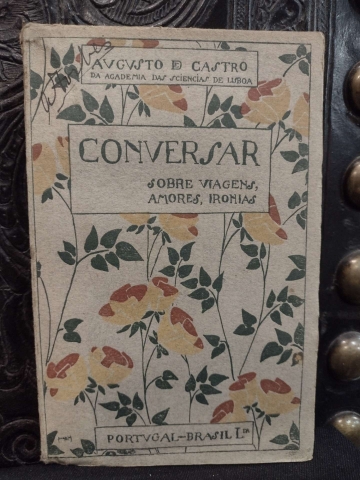 AVGVSTO DE CASTRO
DA ACADEMIA DAS SCIENCIAS DE LISBOA
CONVERSAR
SOBRE VIAGENS,
AMORES, IRONIAS
PORTVGAL-BRASIL LDA